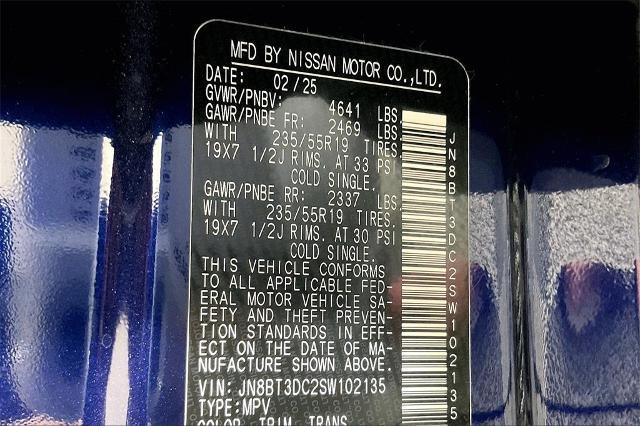 MFD BY NISSAN MOTOR CO.,LTD.
DATE: 02/25
GVWR/PNBV: 4641 LBS
GAWR/PNBE FR: 2469 LBS.
WITH 235/55R19 TIRES.
19X7 1/2J RIMS. AT 33 PSI
COLD SINGLE.
GAWR/PNBE RR: 2337 LBS.
WITH 235/55R19 TIRES.
19X7 1/2J RIMS. AT 30 PSI
COLD SINGLE.
THIS VEHICLE CONFORMS
TO ALL APPLICABLE FED-
ERAL MOTOR VEHICLE SA-
FETY AND THEFT PREVEN-
TION STANDARDS IN EFF-
ECT ON THE DATE OF MA-
NUFACTURE SHOWN ABOVE.
VIN: JN8BT3DC2SW102135
TYPE:MPV
COLOR TRIM TRANS
JN8BT3DC2SW102135